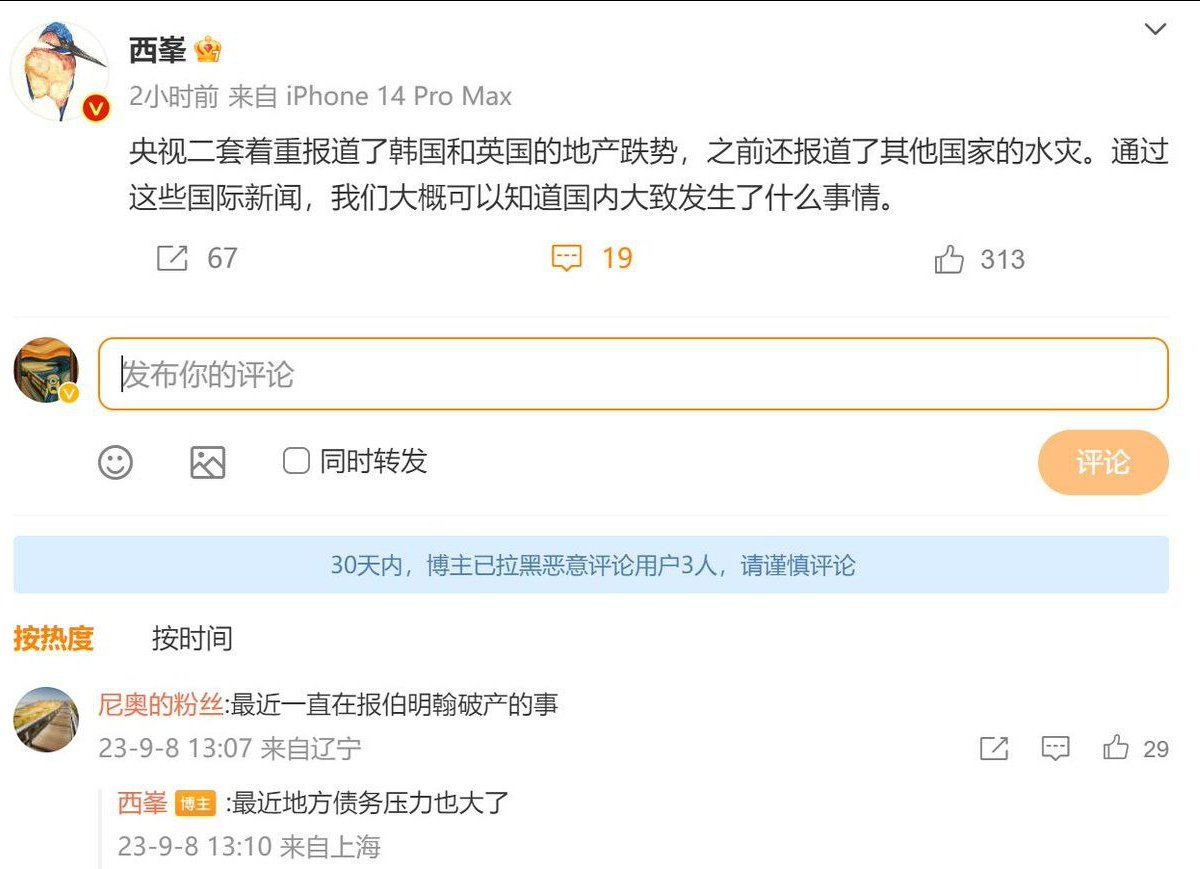 西峯
2小时前 来自 iPhone 14 Pro Max
央视二套着重报道了韩国和英国的地产跌势，之前还报道了其他国家的水灾。通过
这些国际新闻，我们大概可以知道国内大致发生了什么事情。
67 19 313
发布你的评论
同时转发 评论
30天内，博主已拉黑恶意评论用户3人，请谨慎评论
按热度 按时间
尼奥的粉丝:最近一直在报伯明翰破产的事
23-9-8 13:07 来自辽宁 29
西峯 博主 :最近地方债务压力也大了
23-9-8 13:10 来自上海